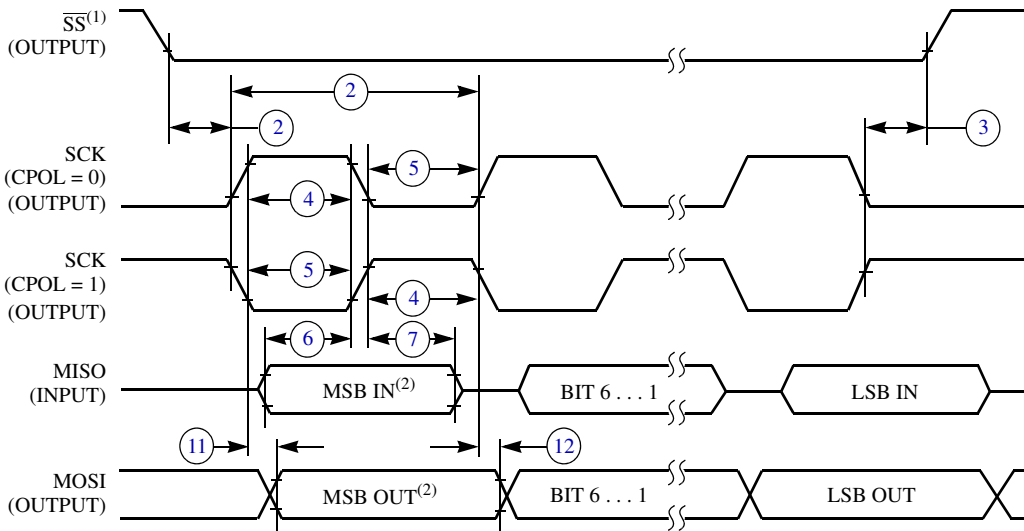 SS(1)
(OUTPUT)
2
2
3
SCK
(CPOL = 0)
(OUTPUT)
5
4
SCK
(CPOL = 1)
(OUTPUT)
5
4
6
7
MISO
(INPUT)
MSB IN(2)
BIT 6 . . . 1
LSB IN
11
12
MOSI
(OUTPUT)
MSB OUT(2)
BIT 6 . . . 1
LSB OUT